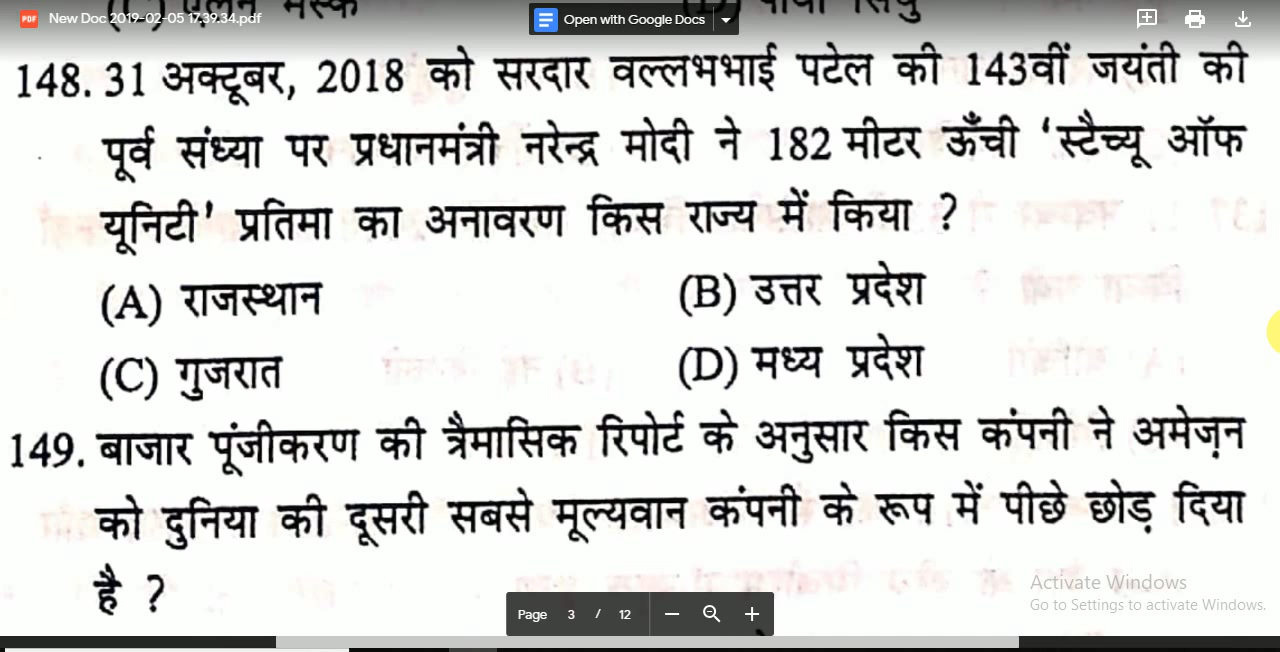 (C) एलन मस्क
New Doc 2019-02-05 17.39.34.pdf
Open with Google Docs
148. 31 अक्टूबर, 2018 को सरदार वल्लभभाई पटेल की 143वीं जयंती की
पूर्व संध्या पर प्रधानमंत्री नरेन्द्र मोदी ने 182 मीटर ऊँची ‘स्टैच्यू ऑफ
यूनिटी’ प्रतिमा का अनावरण किस राज्य में किया ?
(A) राजस्थान (B) उत्तर प्रदेश
(C) गुजरात (D) मध्य प्रदेश
149. बाजार पूंजीकरण की त्रैमासिक रिपोर्ट के अनुसार किस कंपनी ने अमेज़न
को दुनिया की दूसरी सबसे मूल्यवान कंपनी के रूप में पीछे छोड़ दिया
है ?
Activate Windows
Go to Settings to activate Windows.
Page 3 / 12